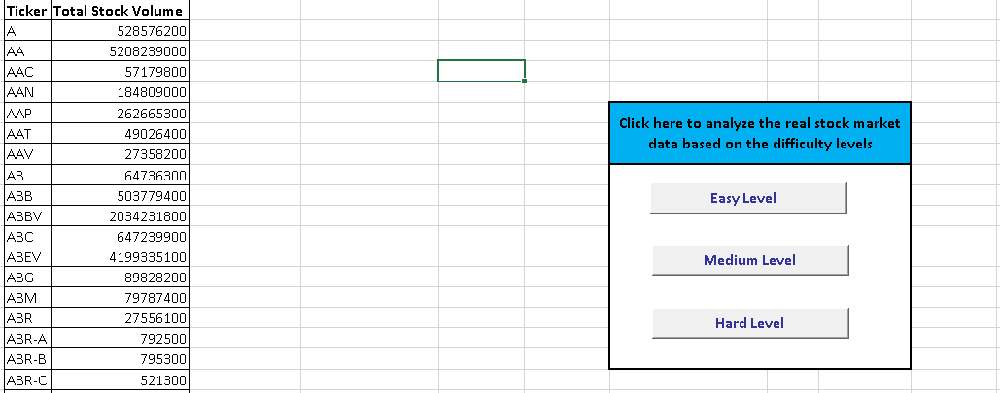 Ticker Total Stock Volume
A 528576200
AA 5208239000
AAC 57179800
AAN 184809000
AAP 262665300
AAT 49026400
AAV 27358200
AB 64736300
ABB 503779400
ABBV 2034231800
ABC 647239900
ABEV 4199335100
ABG 89828200
ABM 79787400
ABR 27556100
ABR-A 792500
ABR-B 795300
ABR-C 521300
Click here to analyze the real stock market
data based on the difficulty levels
Easy Level
Medium Level
Hard Level